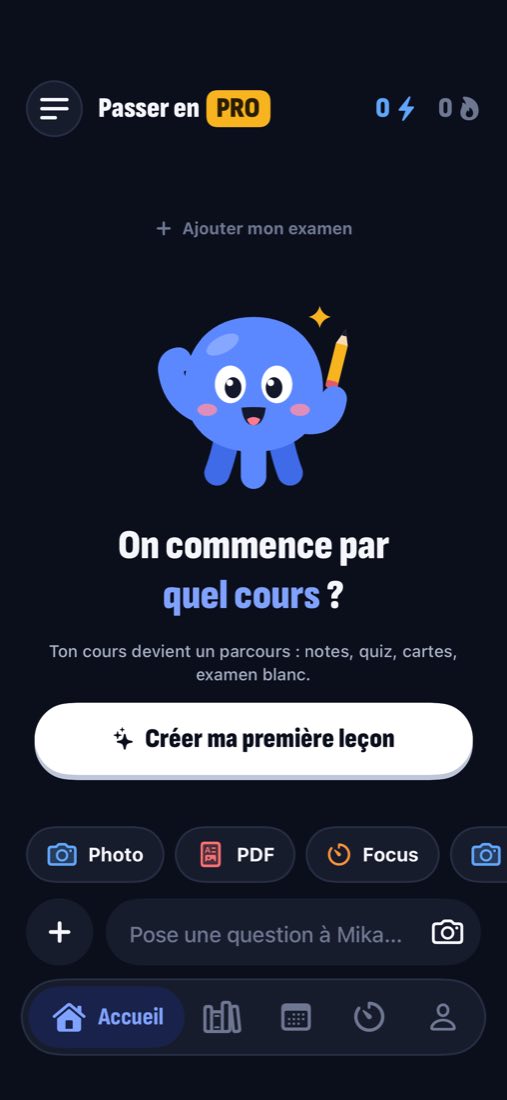 Passer en PRO
0
0
Ajouter mon examen
On commence par
quel cours ?
Ton cours devient un parcours : notes, quiz, cartes,
examen blanc.
Créer ma première leçon
Photo
PDF
Focus
Pose une question à Mika...
Accueil